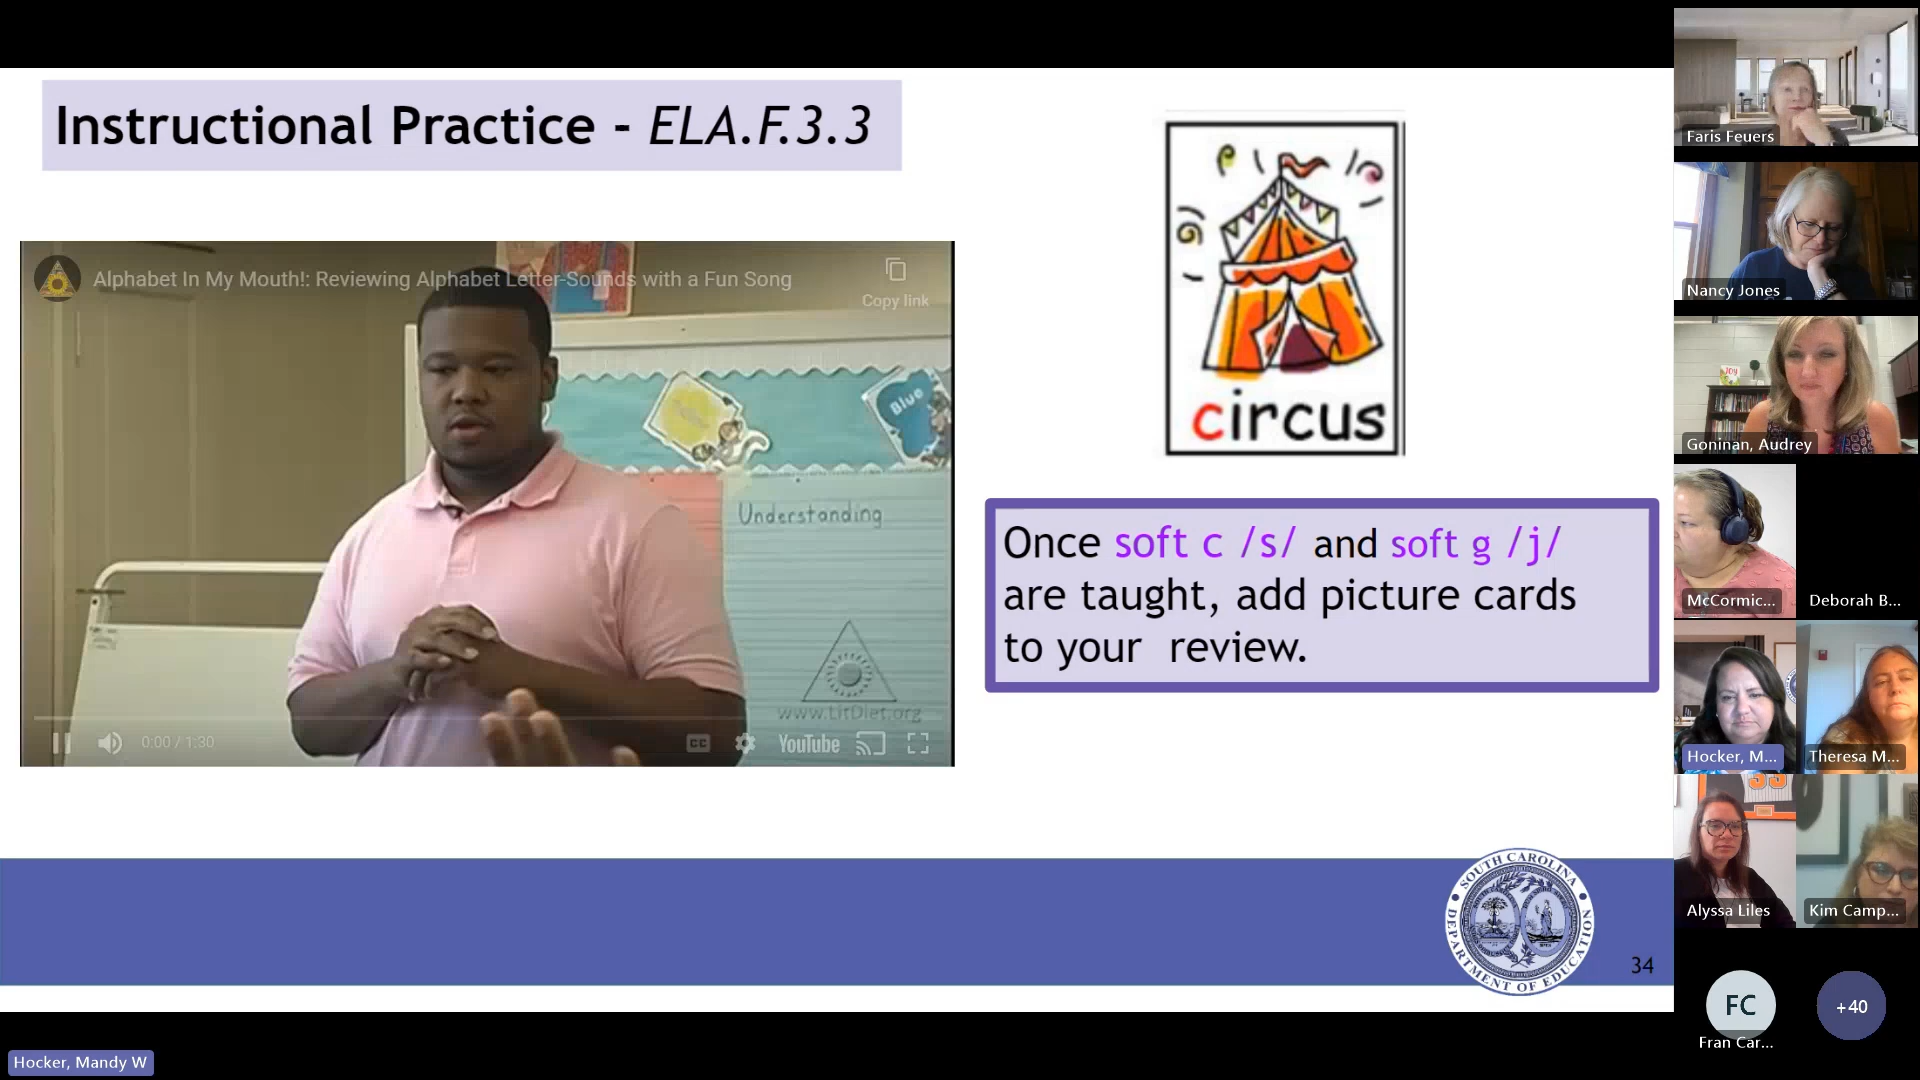 Instructional Practice - ELA.F.3.3
Alphabet In My Mouth!: Reviewing Alphabet Letter-Sounds with a Fun Song
Copy link
Blue
Understanding
www.LitDiet.org
0:00 / 1:30
CC
YouTube
circus
Once soft c /s/ and soft g /j/
are taught, add picture cards
to your review.
SOUTH CAROLINA
DEPARTMENT OF EDUCATION
34
Hocker, Mandy W
Faris Feuers
Nancy Jones
JOY
Goninan, Audrey
McCormic...
Deborah B...
Hocker, M...
Theresa M...
33
Alyssa Liles
Kim Camp...
FC
Fran Car...
+40